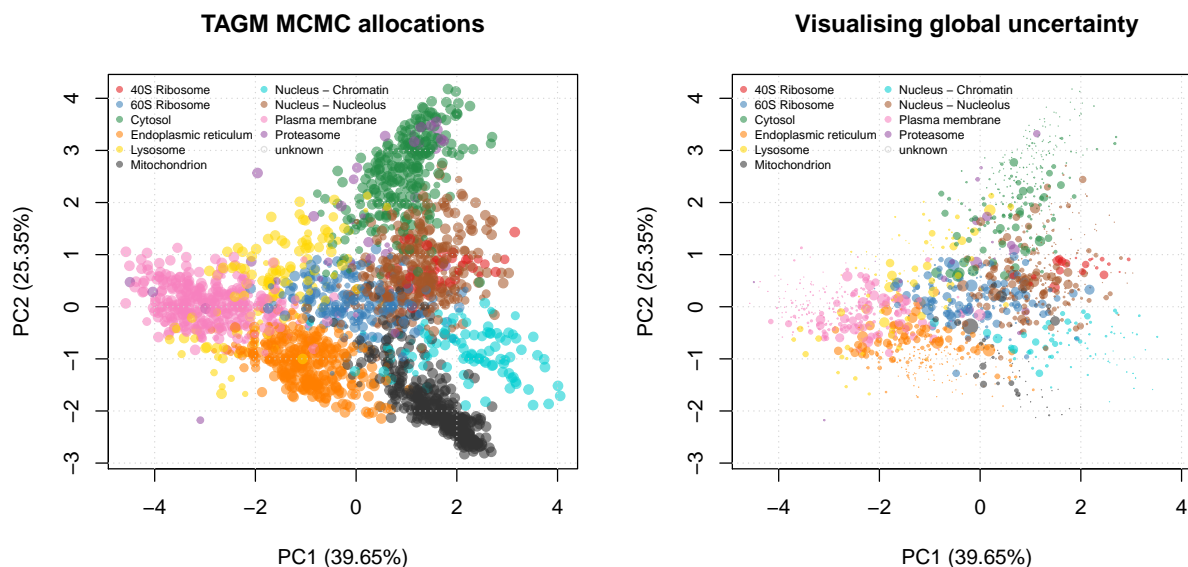 TAGM MCMC allocations
40S Ribosome
60S Ribosome
Cytosol
Endoplasmic reticulum
Lysosome
Mitochondrion
Nucleus − Chromatin
Nucleus − Nucleolus
Plasma membrane
Proteasome
unknown
4
3
2
1
0
−1
−2
−3
PC2 (25.35%)
−4 −2 0 2 4
PC1 (39.65%)
Visualising global uncertainty
40S Ribosome
60S Ribosome
Cytosol
Endoplasmic reticulum
Lysosome
Mitochondrion
Nucleus − Chromatin
Nucleus − Nucleolus
Plasma membrane
Proteasome
unknown
4
3
2
1
0
−1
−2
−3
PC2 (25.35%)
−4 −2 0 2 4
PC1 (39.65%)